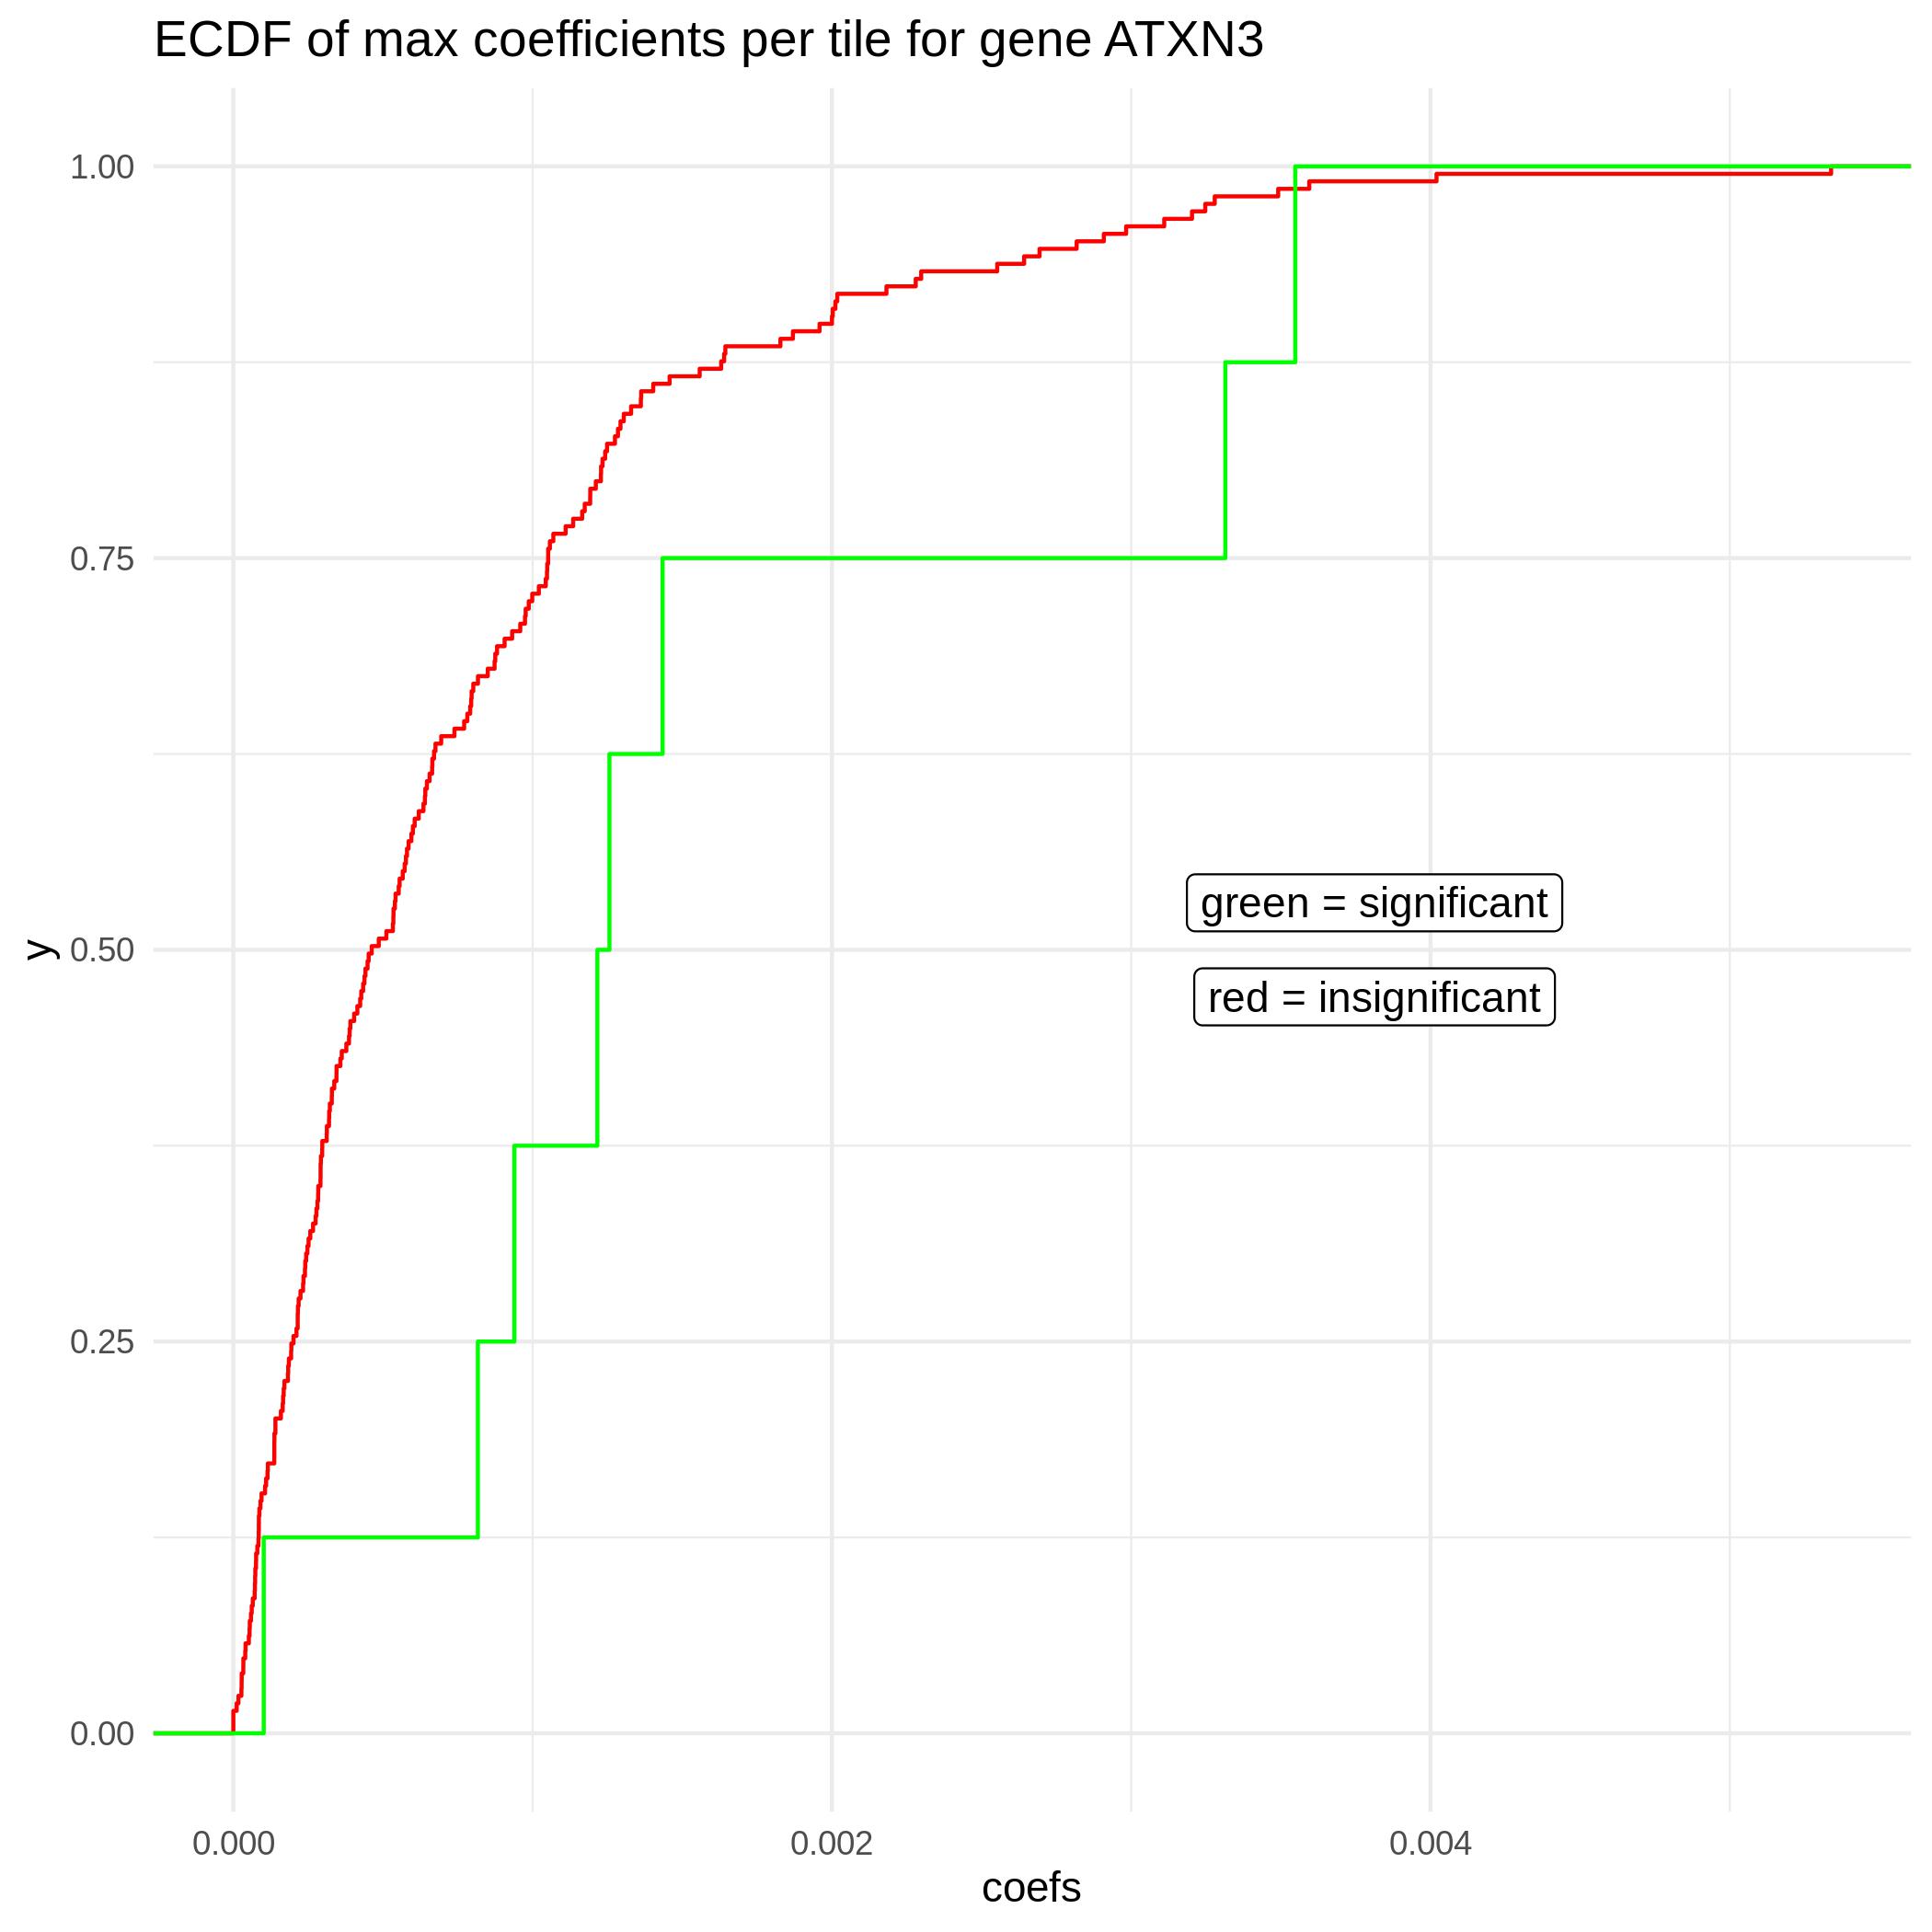 ECDF of max coefficients per tile for gene ATXN3
1.00
0.75
0.50
0.25
0.00
y
green = significant
red = insignificant
0.000
0.002
0.004
coefs